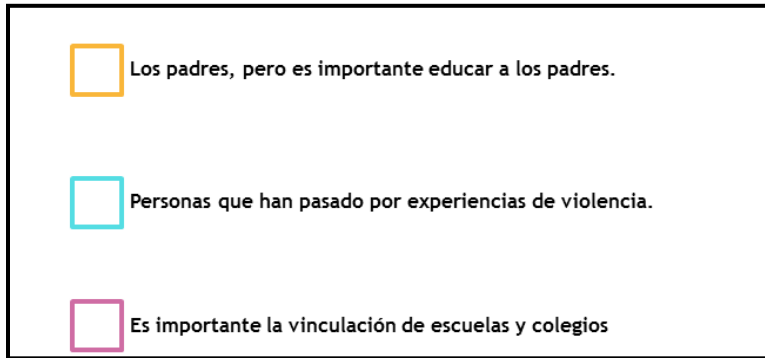 Los padres, pero es importante educar a los padres.
Personas que han pasado por experiencias de violencia.
Es importante la vinculación de escuelas y colegios